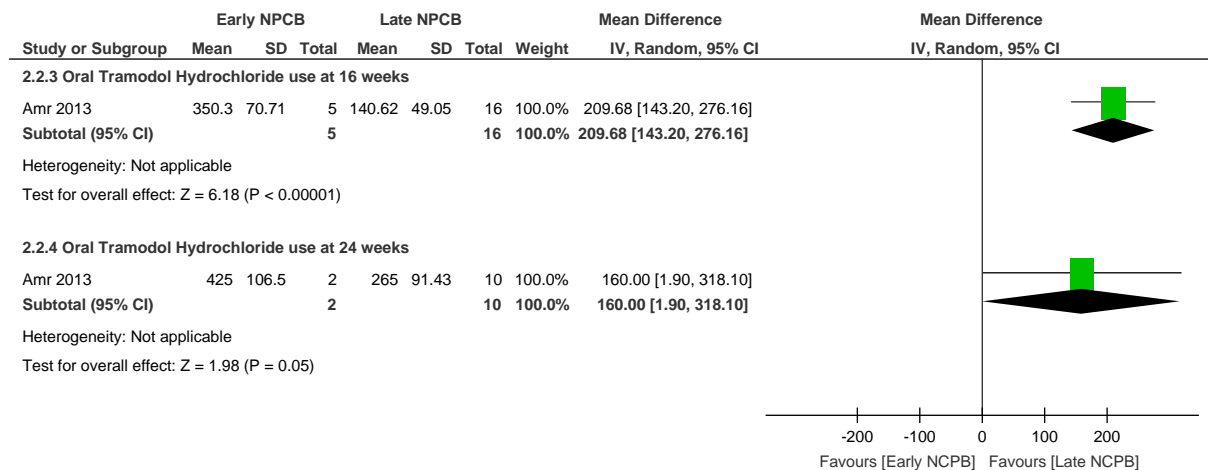 Early NPCB Late NPCB Mean Difference Mean Difference
Study or Subgroup Mean SD Total Mean SD Total Weight IV, Random, 95% CI IV, Random, 95% CI
2.2.3 Oral Tramodol Hydrochloride use at 16 weeks
Amr 2013 350.3 70.71 5 140.62 49.05 16 100.0% 209.68 [143.20, 276.16]
Subtotal (95% CI) 5 16 100.0% 209.68 [143.20, 276.16]
Heterogeneity: Not applicable
Test for overall effect: Z = 6.18 (P < 0.00001)
2.2.4 Oral Tramodol Hydrochloride use at 24 weeks
Amr 2013 425 106.5 2 265 91.43 10 100.0% 160.00 [1.90, 318.10]
Subtotal (95% CI) 2 10 100.0% 160.00 [1.90, 318.10]
Heterogeneity: Not applicable
Test for overall effect: Z = 1.98 (P = 0.05)
-200 -100 0 100 200
Favours [Early NCPB] Favours [Late NCPB]